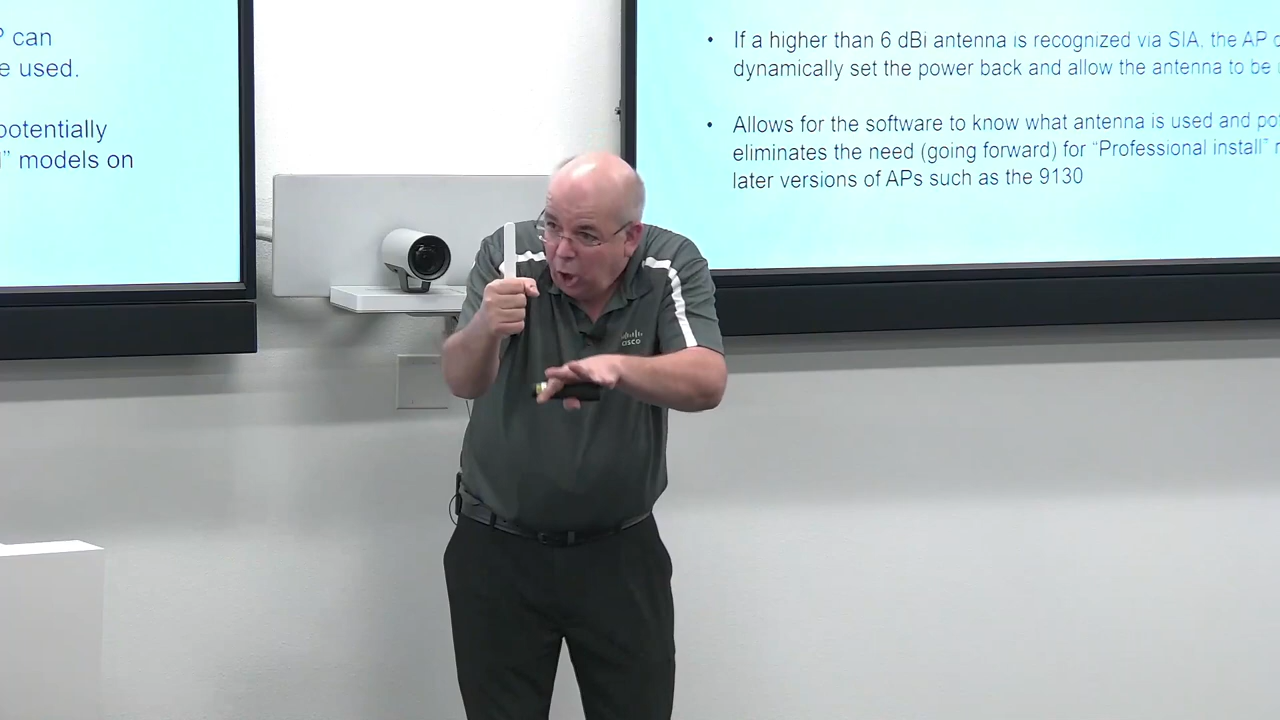 can
used.
potentially
models on
• If a higher than 6 dBi antenna is recognized via SIA, the AP
dynamically set the power back and allow the antenna to be
• Allows for the software to know what antenna is used and
eliminates the need (going forward) for “Professional install”
later versions of APs such as the 9130
cisco